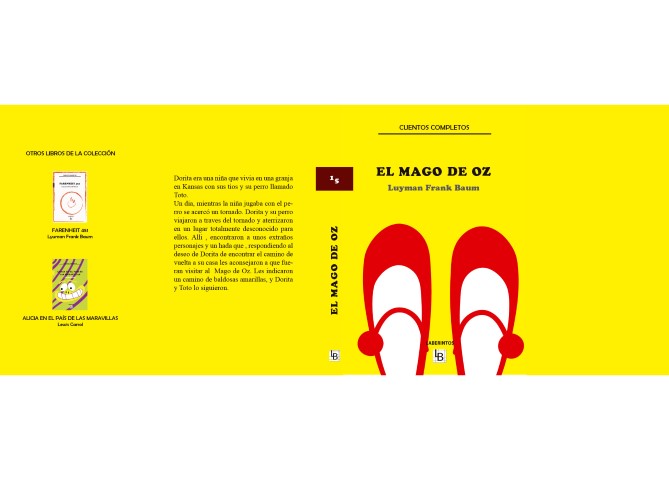 OTROS LIBROS DE LA COLECCIÓN
FARENHEIT 451
Luyman Frank Baum
ALICIA EN EL PAÍS DE LAS MARAVILLAS
Lewis Carrol
Dorita era una niña que vivia en una granja
en Kansas con sus tios y su perro llamado
Toto.
Un dia, mientras la niña jugaba con el pe-
rro se acercó un tornado. Dorita y su perro
viajaron a traves del tornado y aterrizaron
en un lugar totalmente desconocido para
ellos. Alli , encontraron a unos extraños
personajes y un hada que , respondiendo al
deseo de Dorita de encontrar el camino de
vuelta a su casa les aconsejaron a que fue-
ran visitar al Mago de Oz. Les indicaron
un camino de baldosas amarillas, y Dorita
y Toto lo siguieron.
15
EL MAGO DE OZ
LB
CUENTOS COMPLETOS
EL MAGO DE OZ
Luyman Frank Baum
LABERINTOS
LB